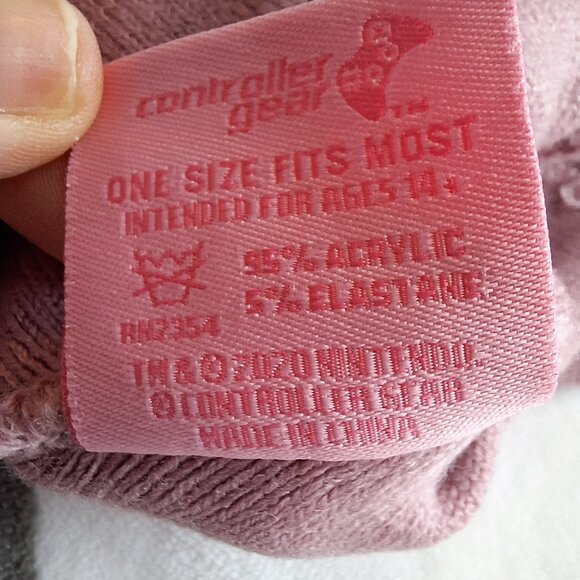 controller
gear TM
ONE SIZE FITS MOST
INTENDED FOR AGES 14+
95% ACRYLIC
5% ELASTANE
RN2354
TM & © 2020 NINTENDO.
© CONTROLLER GEAR
MADE IN CHINA